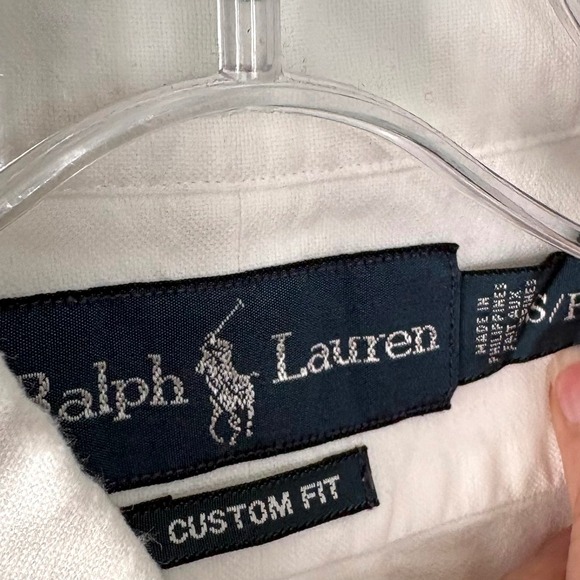 Ralph Lauren
MADE IN
PHILIPPINES
FAIT AUX
S/P
CUSTOM FIT